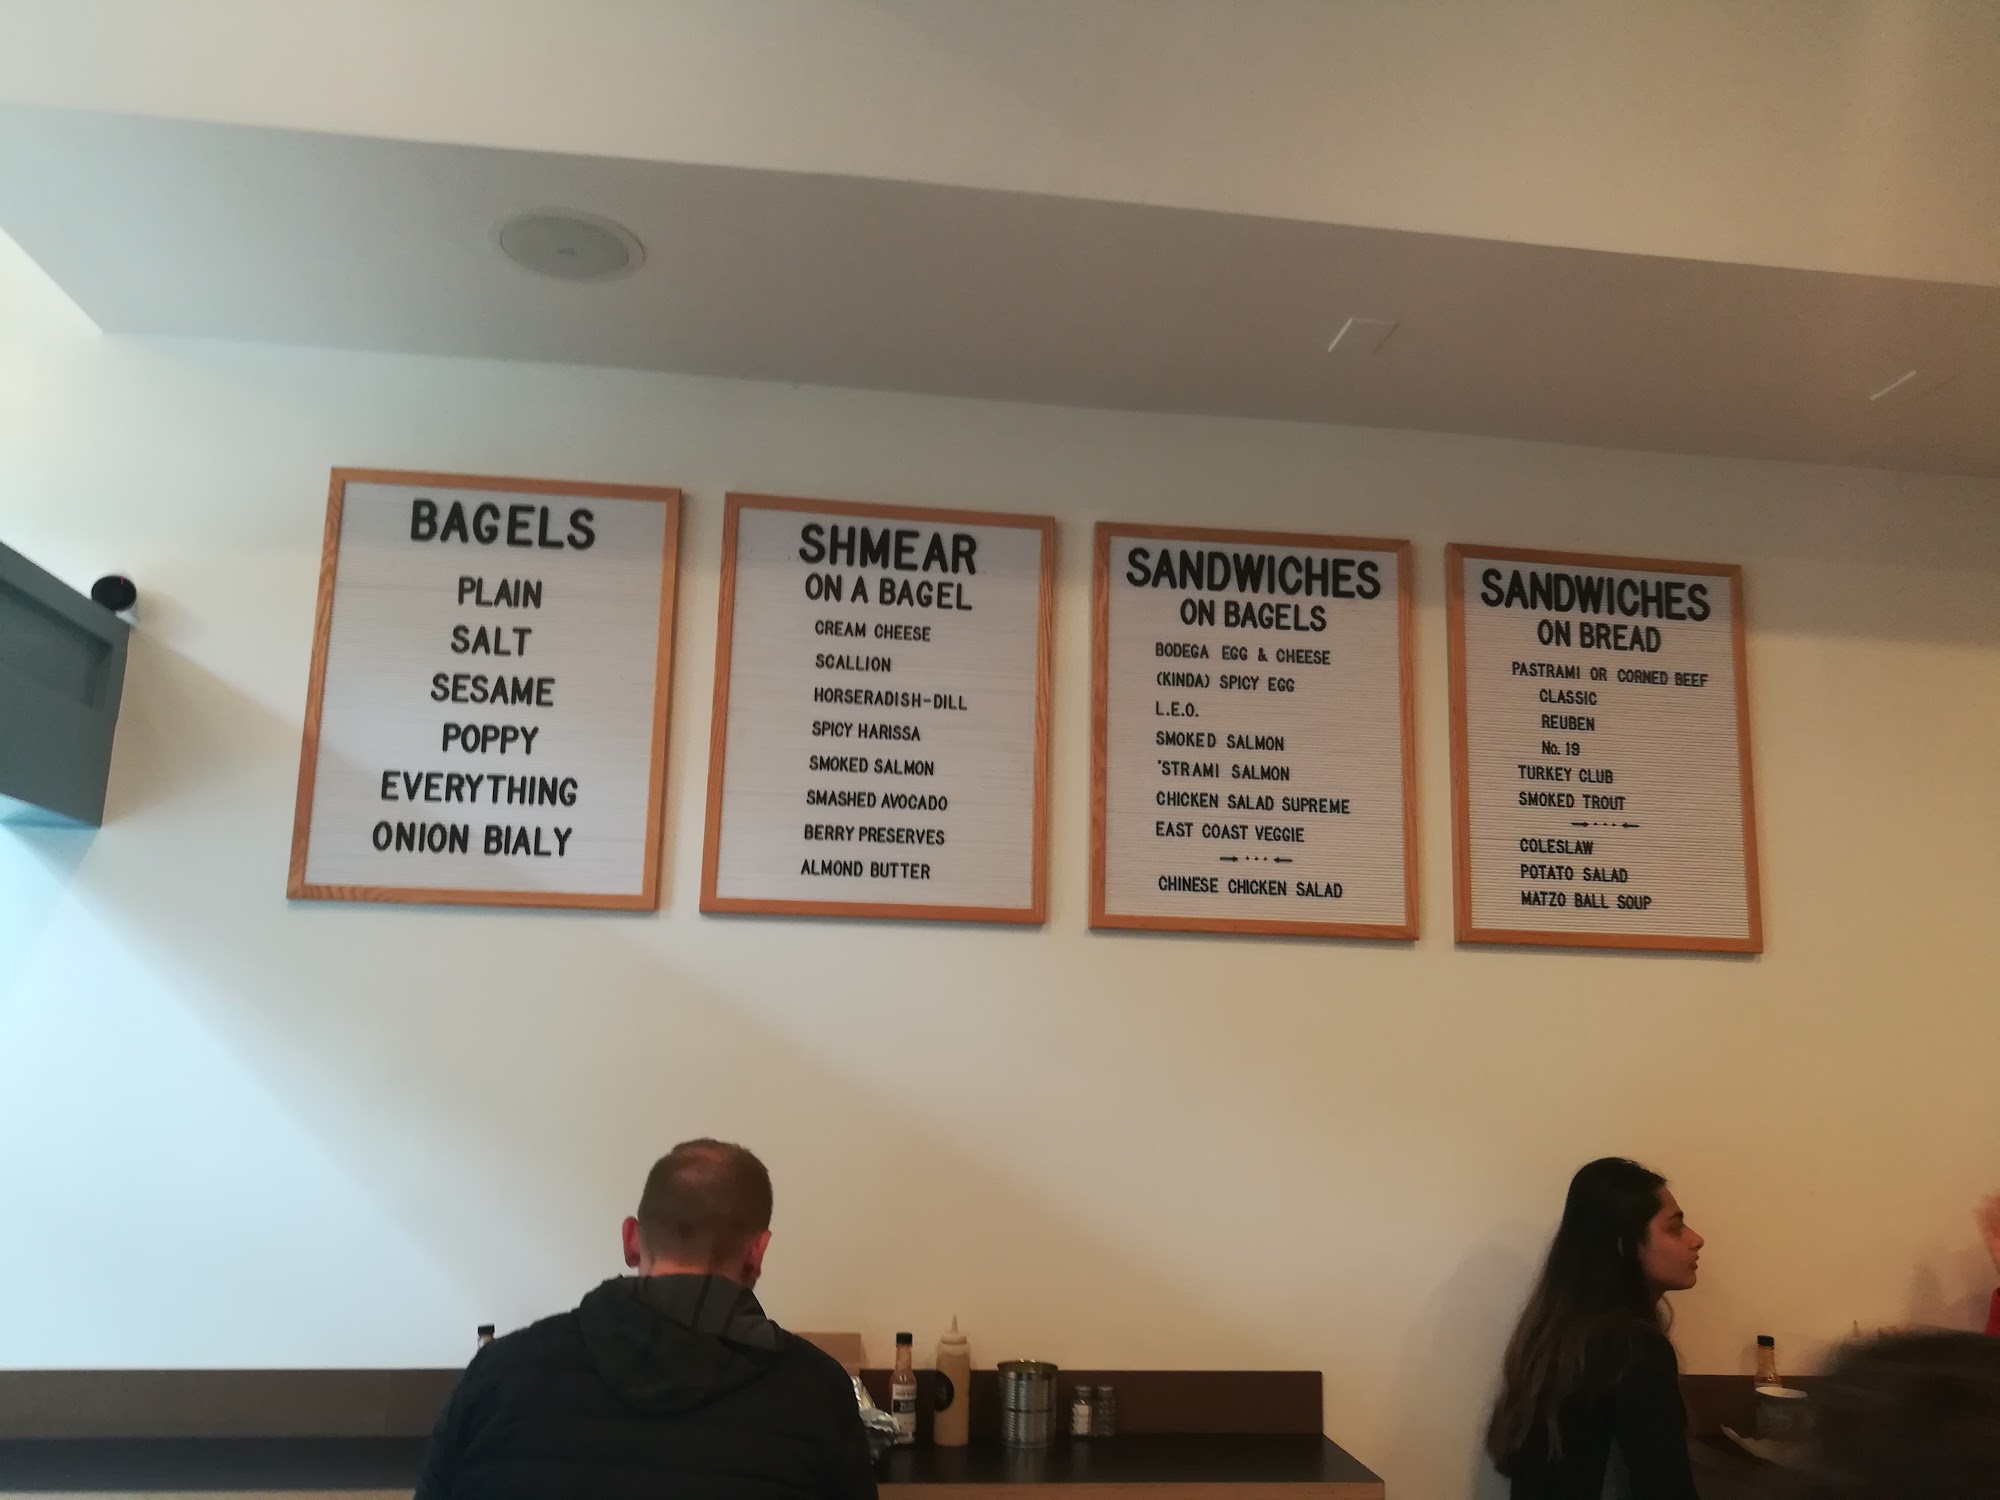 BAGELS
PLAIN
SALT
SESAME
POPPY
EVERYTHING
ONION BIALY
SHMEAR
ON A BAGEL
CREAM CHEESE
SCALLION
HORSERADISH-DILL
SPICY HARISSA
SMOKED SALMON
SMASHED AVOCADO
BERRY PRESERVES
ALMOND BUTTER
SANDWICHES
ON BAGELS
BODEGA EGG & CHEESE
(KINDA) SPICY EGG
L.E.O.
SMOKED SALMON
'STRAMI SALMON
CHICKEN SALAD SUPREME
EAST COAST VEGGIE
CHINESE CHICKEN SALAD
SANDWICHES
ON BREAD
PASTRAMI OR CORNED BEEF
CLASSIC
REUBEN
No. 19
TURKEY CLUB
SMOKED TROUT
COLESLAW
POTATO SALAD
MATZO BALL SOUP